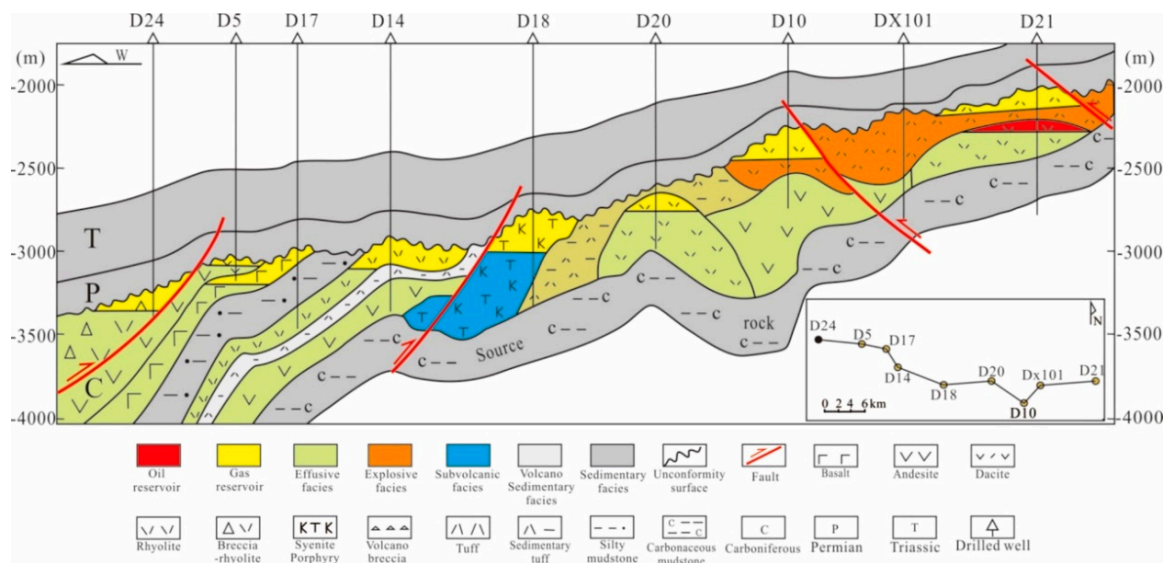 D24 D5 D17 D14 D18 D20 D10 DX101 D21
(m) W (m)
-2000 -2000
-2500 -2500
-3000 -3000
-3500 -3500
-4000 -4000
T
P
C
K T K
T K
K T
T K
K
T K T
T K
T K
c c c c c c c c c
Source
rock
N
D24 D5 D17
D14 D18 D20 Dx101 D21
D10
0 2 4 6km
Oil reservoir
Gas reservoir
Effusive facies
Explosive facies
Subvolcanic facies
Volcano Sedimentary facies
Sedimentary facies
Unconformity surface
Fault
Basalt
Andesite
Dacite
Rhyolite
Breccia -rhyolite
K T K
Syenite Porphyry
Volcano breccia
Tuff
Sedimentary tuff
Silty mudstone
C
C
Carbonaceous mudstone
C
Carboniferous
P
Permian
T
Triassic
Drilled well